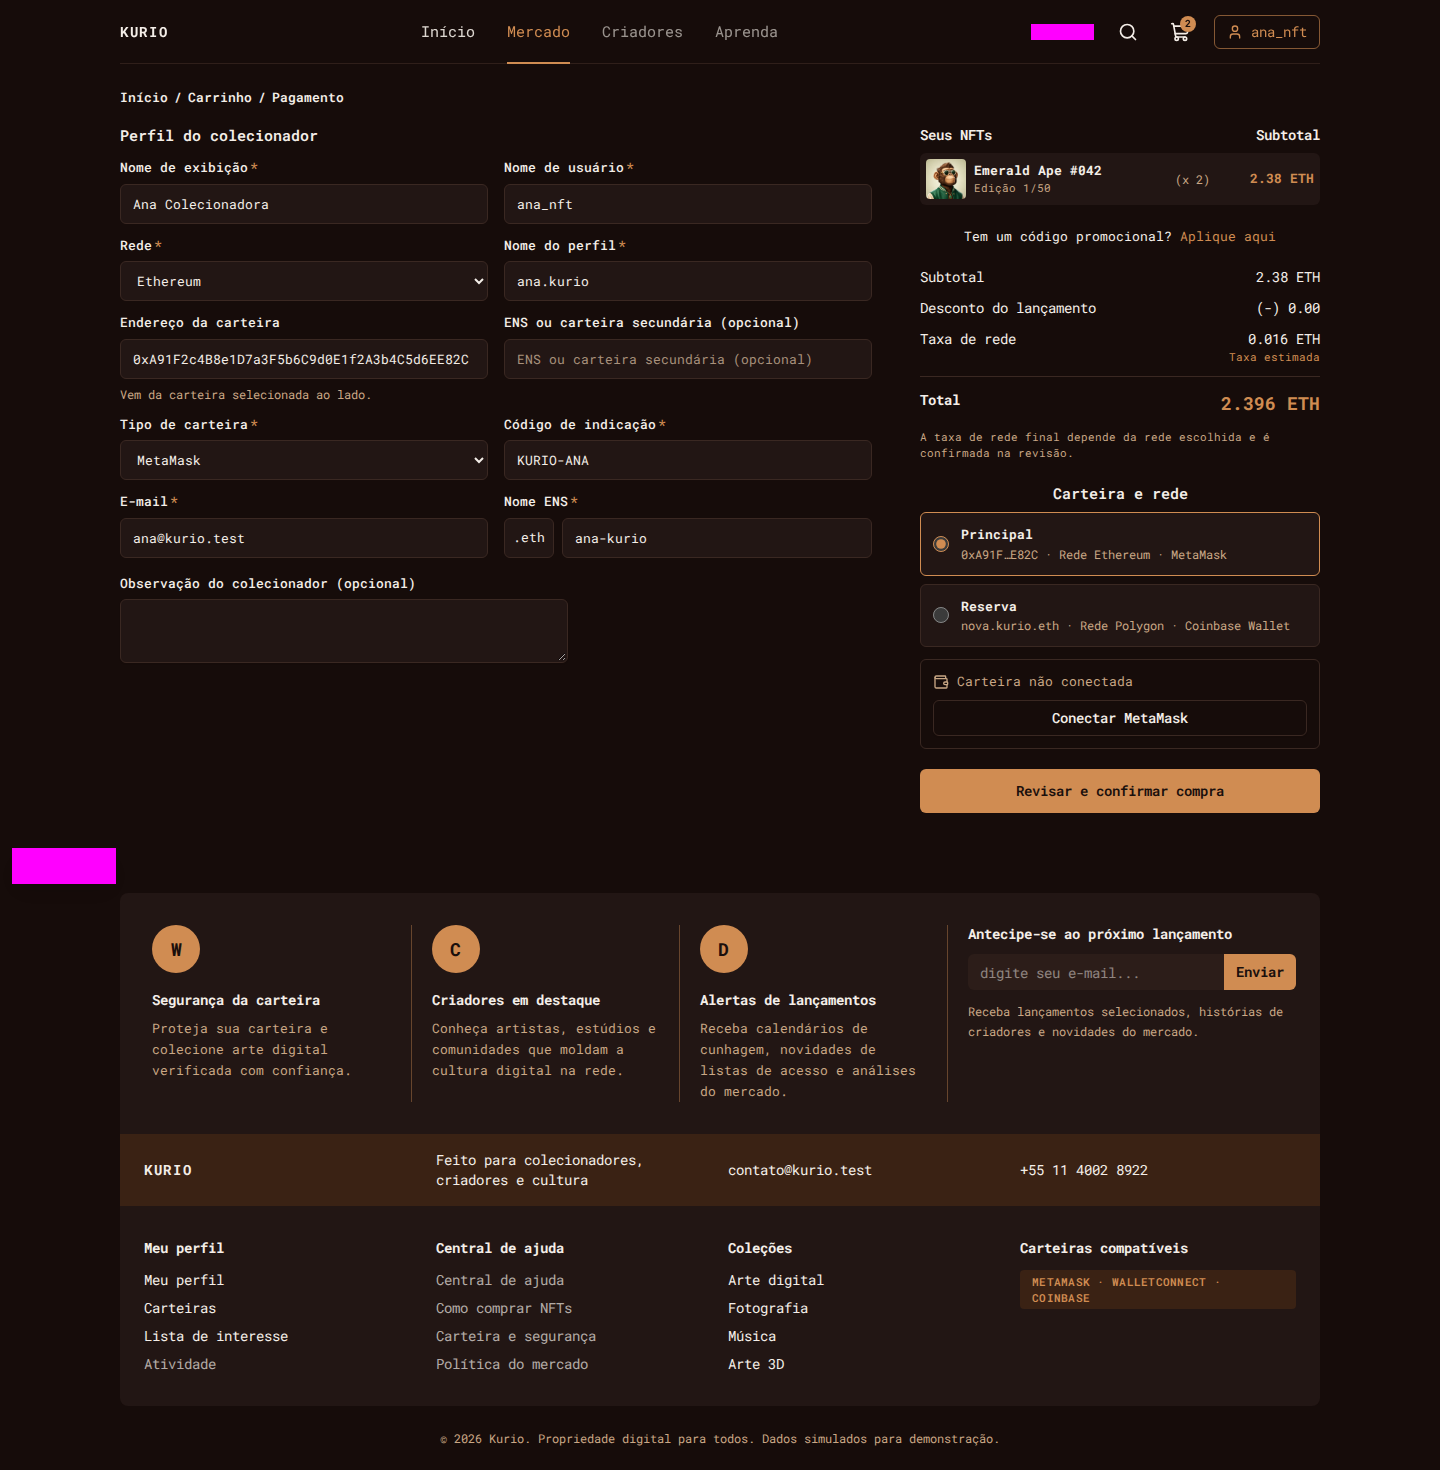 KURIO
Início
Mercado
Criadores
Aprenda
2
ana_nft
Início / Carrinho / Pagamento
Perfil do colecionador
Nome de exibição*
Nome de usuário*
Ana Colecionadora
ana_nft
Rede*
Nome do perfil*
Ethereum
ana.kurio
Endereço da carteira
ENS ou carteira secundária (opcional)
0xA91F2c4B8e1D7a3F5b6C9d0E1f2A3b4C5d6EE82C
ENS ou carteira secundária (opcional)
Vem da carteira selecionada ao lado.
Tipo de carteira*
Código de indicação*
MetaMask
KURIO-ANA
E-mail*
Nome ENS*
ana@kurio.test
.eth
ana-kurio
Observação do colecionador (opcional)
Seus NFTs
Subtotal
Emerald Ape #042
Edição 1/50
(x 2)
2.38 ETH
Tem um código promocional? Aplique aqui
Subtotal
2.38 ETH
Desconto do lançamento
(-) 0.00
Taxa de rede
0.016 ETH
Taxa estimada
Total
2.396 ETH
A taxa de rede final depende da rede escolhida e é
confirmada na revisão.
Carteira e rede
Principal
0xA91F…E82C · Rede Ethereum · MetaMask
Reserva
nova.kurio.eth · Rede Polygon · Coinbase Wallet
Carteira não conectada
Conectar MetaMask
Revisar e confirmar compra
W
Segurança da carteira
Proteja sua carteira e
colecione arte digital
verificada com confiança.
C
Criadores em destaque
Conheça artistas, estúdios e
comunidades que moldam a
cultura digital na rede.
D
Alertas de lançamentos
Receba calendários de
cunhagem, novidades de
listas de acesso e análises
do mercado.
Antecipe-se ao próximo lançamento
digite seu e-mail...
Enviar
Receba lançamentos selecionados, histórias de
criadores e novidades do mercado.
KURIO
Feito para colecionadores,
criadores e cultura
contato@kurio.test
+55 11 4002 8922
Meu perfil
Meu perfil
Carteiras
Lista de interesse
Atividade
Central de ajuda
Central de ajuda
Como comprar NFTs
Carteira e segurança
Política do mercado
Coleções
Arte digital
Fotografia
Música
Arte 3D
Carteiras compatíveis
METAMASK · WALLETCONNECT ·
COINBASE
© 2026 Kurio. Propriedade digital para todos. Dados simulados para demonstração.